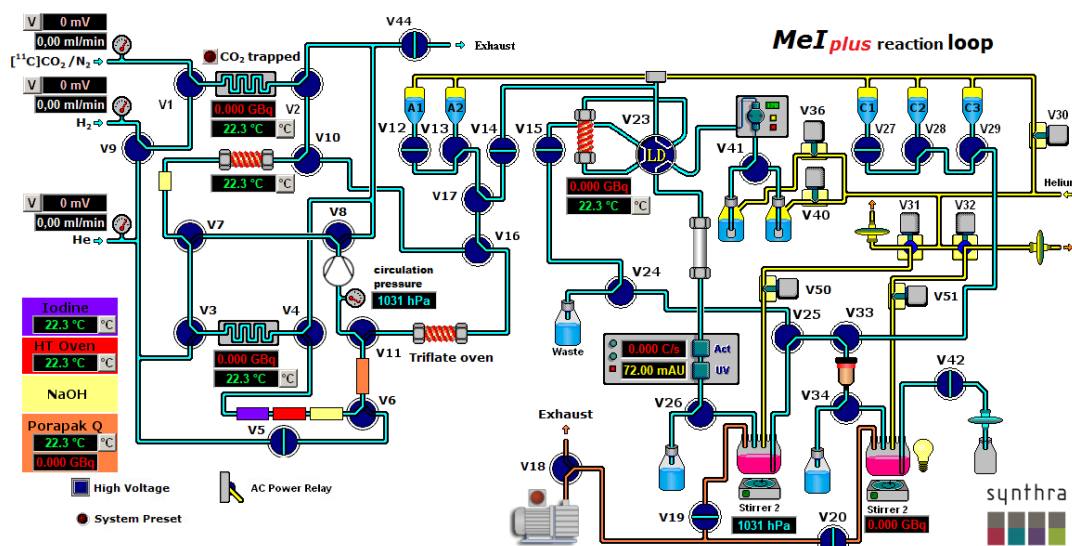 MeI plus reaction loop
V 0 mV
0,00 ml/min
[¹¹C]CO₂/N₂
V1
CO₂ trapped
0.000 GBq
22.3 °C °C
V2
V44
Exhaust
V 0 mV
0,00 ml/min
H₂
V9
V10
22.3 °C °C
V 0 mV
0,00 ml/min
He
V7
V8
circulation
pressure
1031 hPa
V3
V4
0.000 GBq
22.3 °C °C
V11
Triflate oven
V5
V6
Iodine
22.3 °C °C
HT Oven
22.3 °C °C
NaOH
Porapak Q
22.3 °C °C
0.000 GBq
High Voltage
AC Power Relay
System Preset
A1
A2
V12
V13
V14
V15
V17
V16
V23
LD
0.000 GBq
22.3 °C °C
V41
V36
V40
C1
C2
C3
V27
V28
V29
V30
Helium
V31
V32
V50
V51
V24
Waste
V25
V33
0.000 C/s
Act
72.00 mAU
UV
V26
V34
V42
Exhaust
V18
V19
V20
Stirrer 2
1031 hPa
Stirrer 2
0.000 GBq
synthra